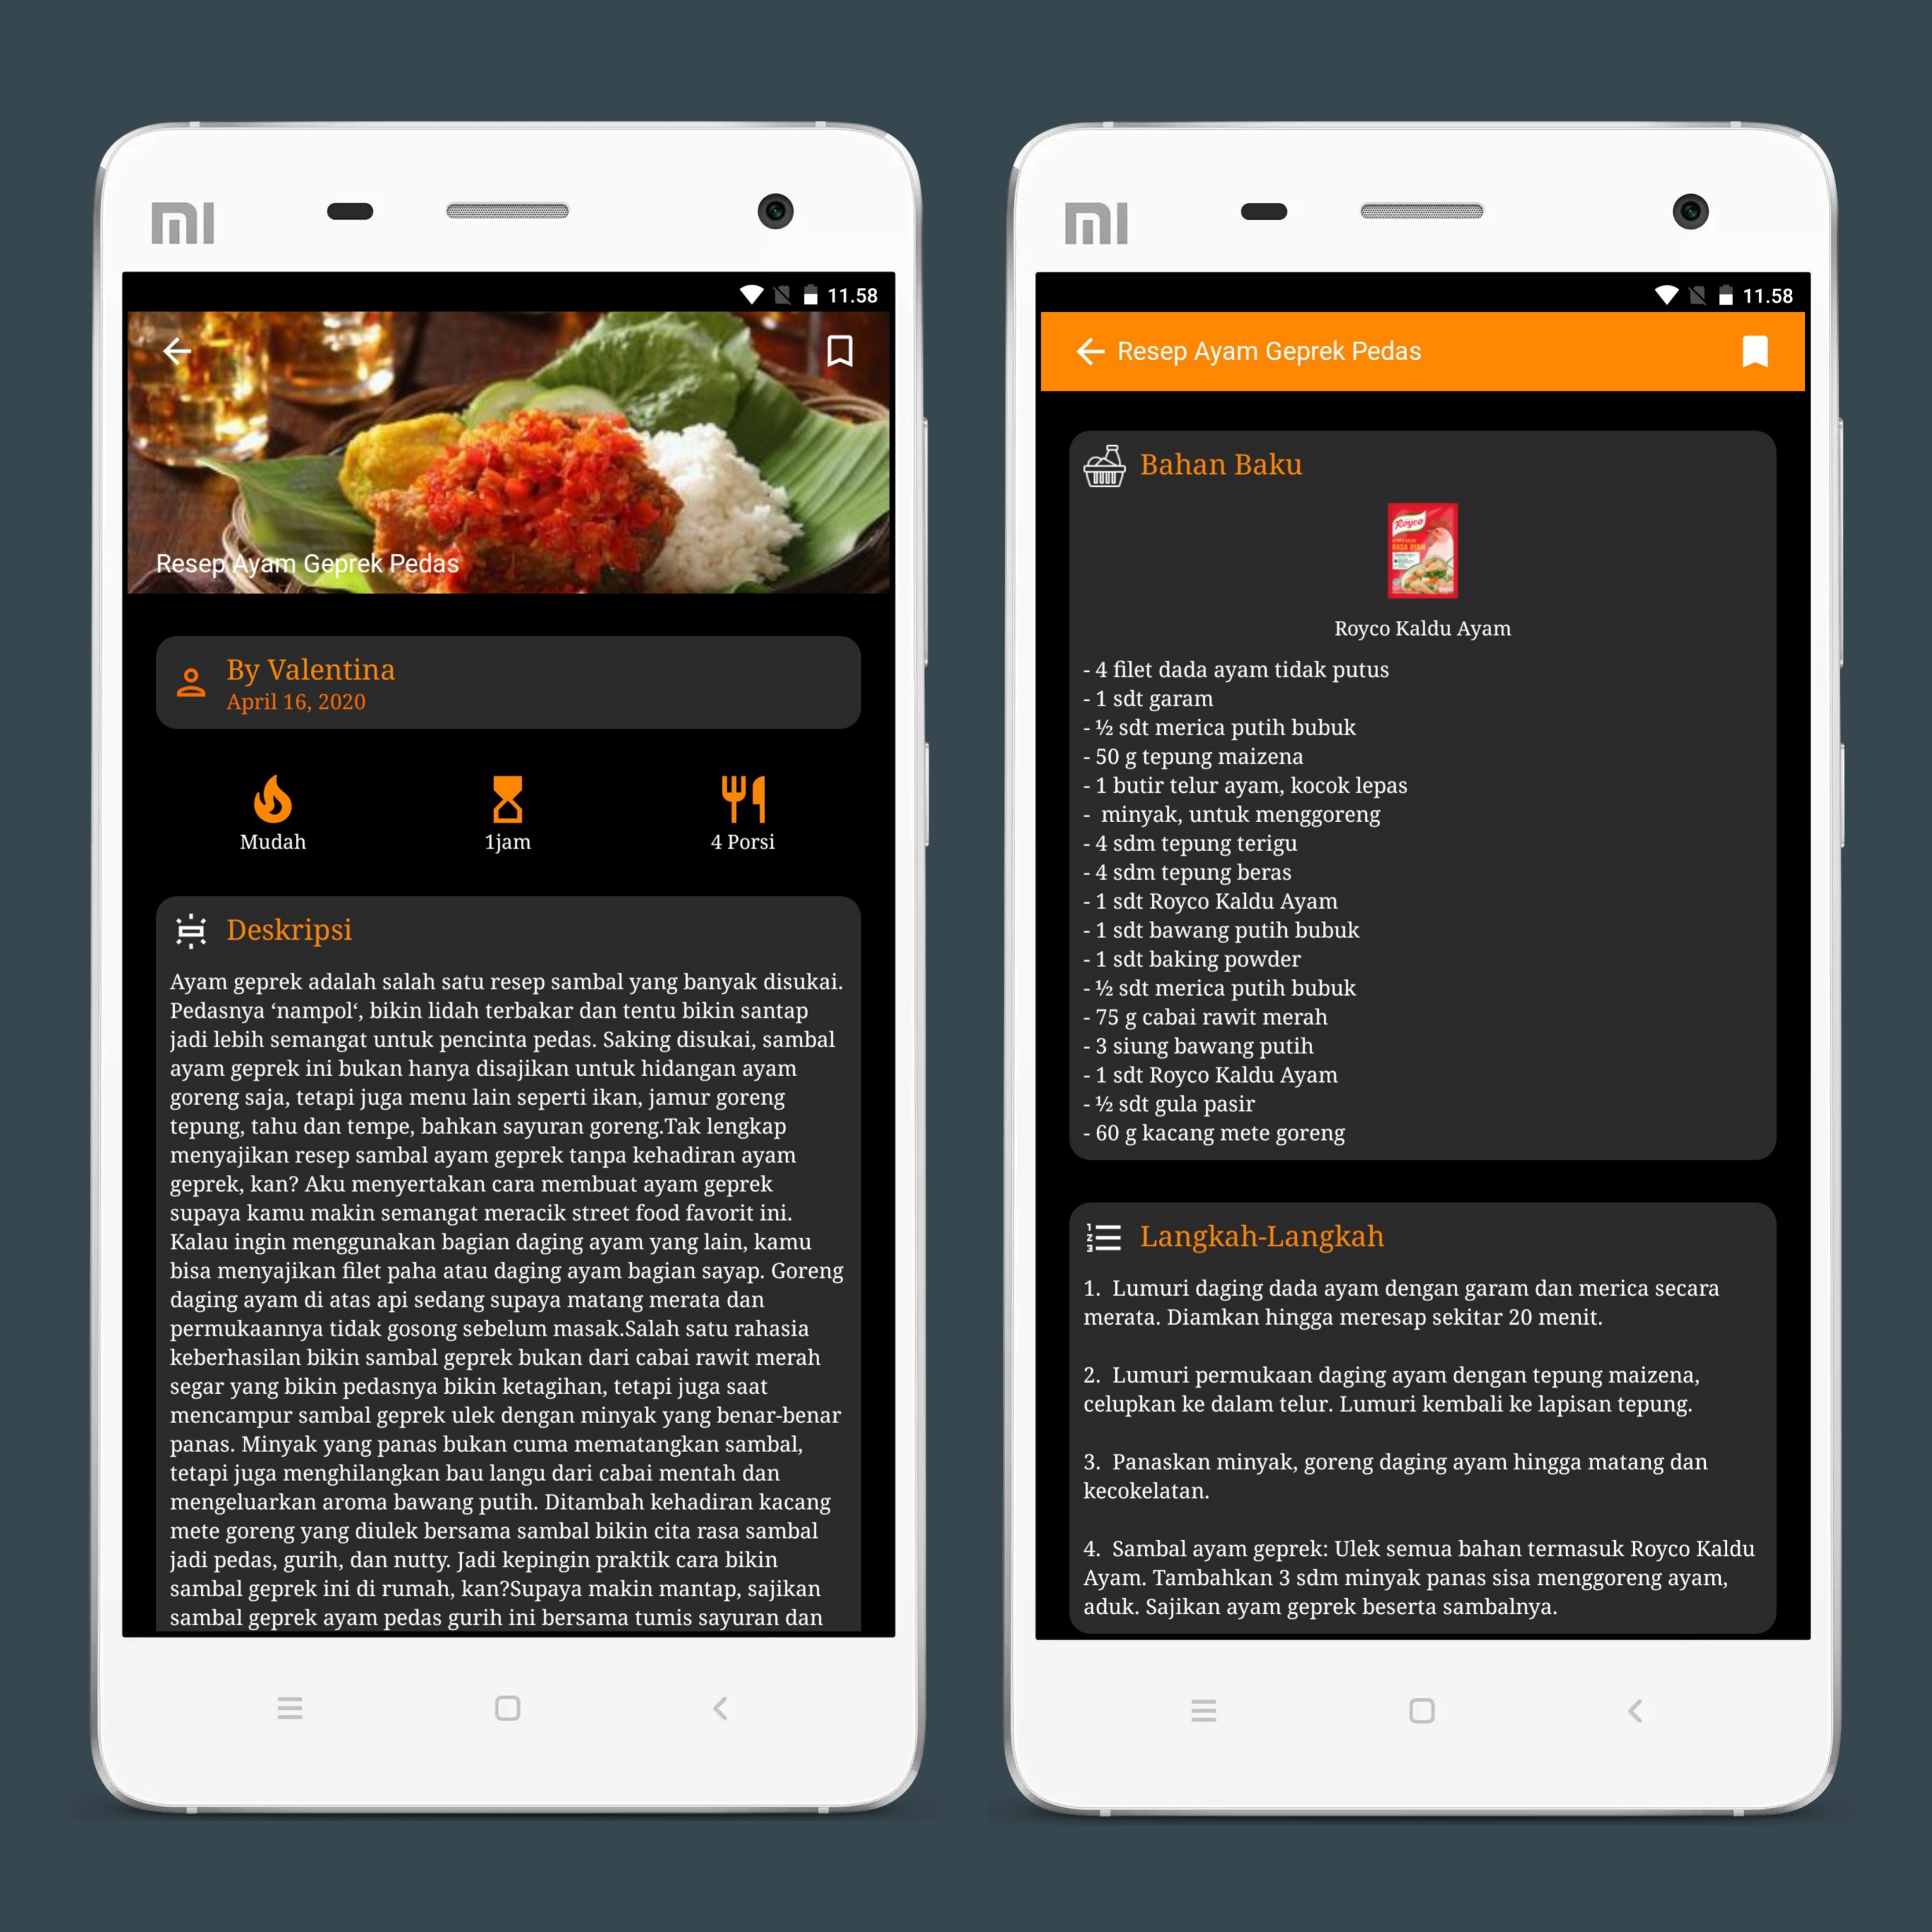 MI
11.58
Resep Ayam Geprek Pedas
By Valentina
April 16, 2020
Mudah
1jam
4 Porsi
Deskripsi
Ayam geprek adalah salah satu resep sambal yang banyak disukai.
Pedasnya ‘nampol‘, bikin lidah terbakar dan tentu bikin santap
jadi lebih semangat untuk pencinta pedas. Saking disukai, sambal
ayam geprek ini bukan hanya disajikan untuk hidangan ayam
goreng saja, tetapi juga menu lain seperti ikan, jamur goreng
tepung, tahu dan tempe, bahkan sayuran goreng.Tak lengkap
menyajikan resep sambal ayam geprek tanpa kehadiran ayam
geprek, kan? Aku menyertakan cara membuat ayam geprek
supaya kamu makin semangat meracik street food favorit ini.
Kalau ingin menggunakan bagian daging ayam yang lain, kamu
bisa menyajikan filet paha atau daging ayam bagian sayap. Goreng
daging ayam di atas api sedang supaya matang merata dan
permukaannya tidak gosong sebelum masak.Salah satu rahasia
keberhasilan bikin sambal geprek bukan dari cabai rawit merah
segar yang bikin pedasnya bikin ketagihan, tetapi juga saat
mencampur sambal geprek ulek dengan minyak yang benar-benar
panas. Minyak yang panas bukan cuma mematangkan sambal,
tetapi juga menghilangkan bau langu dari cabai mentah dan
mengeluarkan aroma bawang putih. Ditambah kehadiran kacang
mete goreng yang diulek bersama sambal bikin cita rasa sambal
jadi pedas, gurih, dan nutty. Jadi kepingin praktik cara bikin
sambal geprek ini di rumah, kan?Supaya makin mantap, sajikan
sambal geprek ayam pedas gurih ini bersama tumis sayuran dan
MI
11.58
Resep Ayam Geprek Pedas
Bahan Baku
Royco
RASA AYAM
Royco Kaldu Ayam
- 4 filet dada ayam tidak putus
- 1 sdt garam
- ½ sdt merica putih bubuk
- 50 g tepung maizena
- 1 butir telur ayam, kocok lepas
- minyak, untuk menggoreng
- 4 sdm tepung terigu
- 4 sdm tepung beras
- 1 sdt Royco Kaldu Ayam
- 1 sdt bawang putih bubuk
- 1 sdt baking powder
- ½ sdt merica putih bubuk
- 75 g cabai rawit merah
- 3 siung bawang putih
- 1 sdt Royco Kaldu Ayam
- ½ sdt gula pasir
- 60 g kacang mete goreng
Langkah-Langkah
1. Lumuri daging dada ayam dengan garam dan merica secara
merata. Diamkan hingga meresap sekitar 20 menit.
2. Lumuri permukaan daging ayam dengan tepung maizena,
celupkan ke dalam telur. Lumuri kembali ke lapisan tepung.
3. Panaskan minyak, goreng daging ayam hingga matang dan
kecokelatan.
4. Sambal ayam geprek: Ulek semua bahan termasuk Royco Kaldu
Ayam. Tambahkan 3 sdm minyak panas sisa menggoreng ayam,
aduk. Sajikan ayam geprek beserta sambalnya.